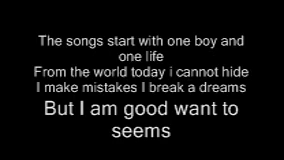 The songs start with one boy and
one life
From the world today i cannot hide
I make mistakes I break a dreams
But I am good want to
seems